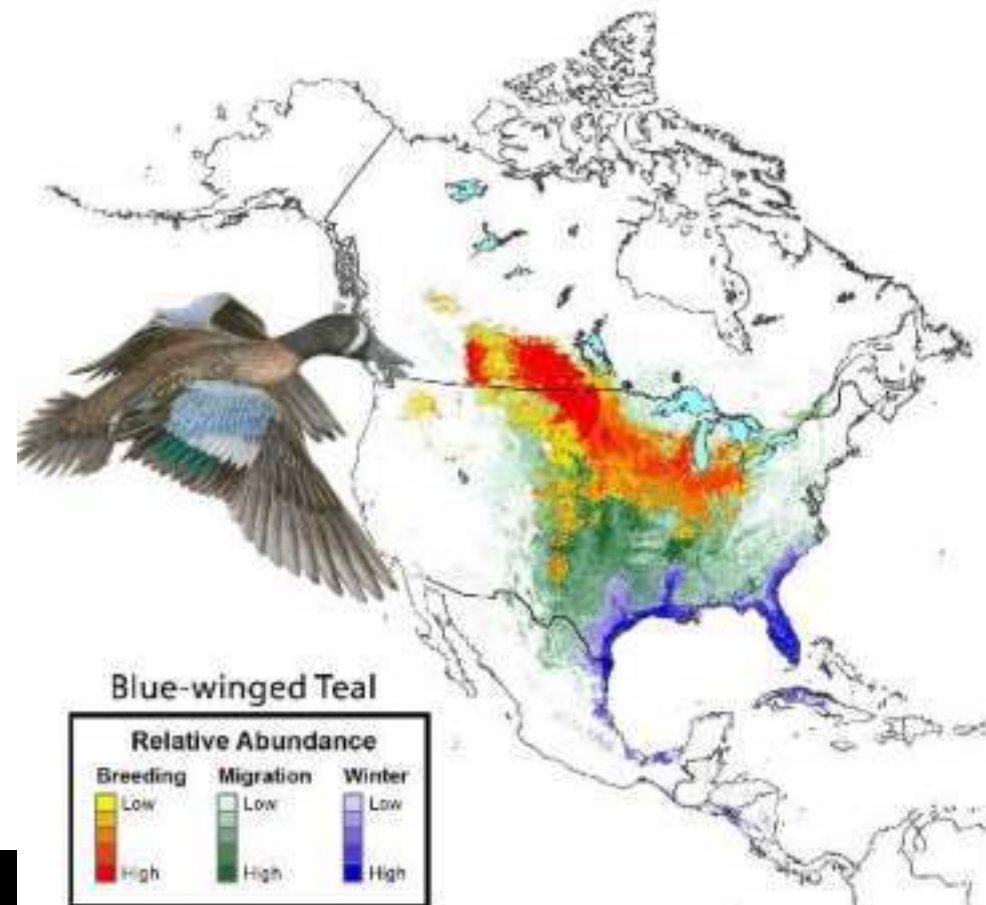 Blue-winged Teal
Relative Abundance
Breeding Migration Winter
Low Low Low
High High High